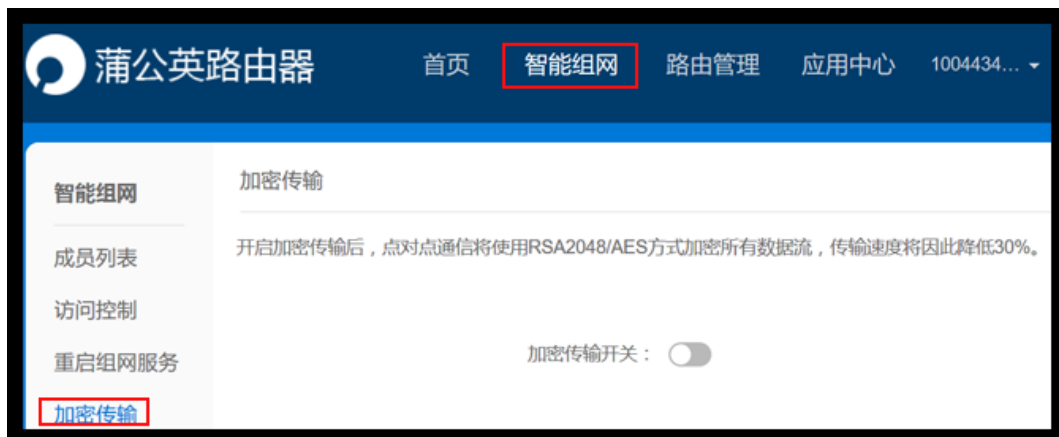 蒲公英路由器 首页 智能组网 路由管理 应用中心 1004434...
智能组网
加密传输
成员列表
开启加密传输后，点对点通信将使用RSA2048/AES方式加密所有数据流，传输速度将因此降低30%。
访问控制
重启组网服务
加密传输开关：
加密传输